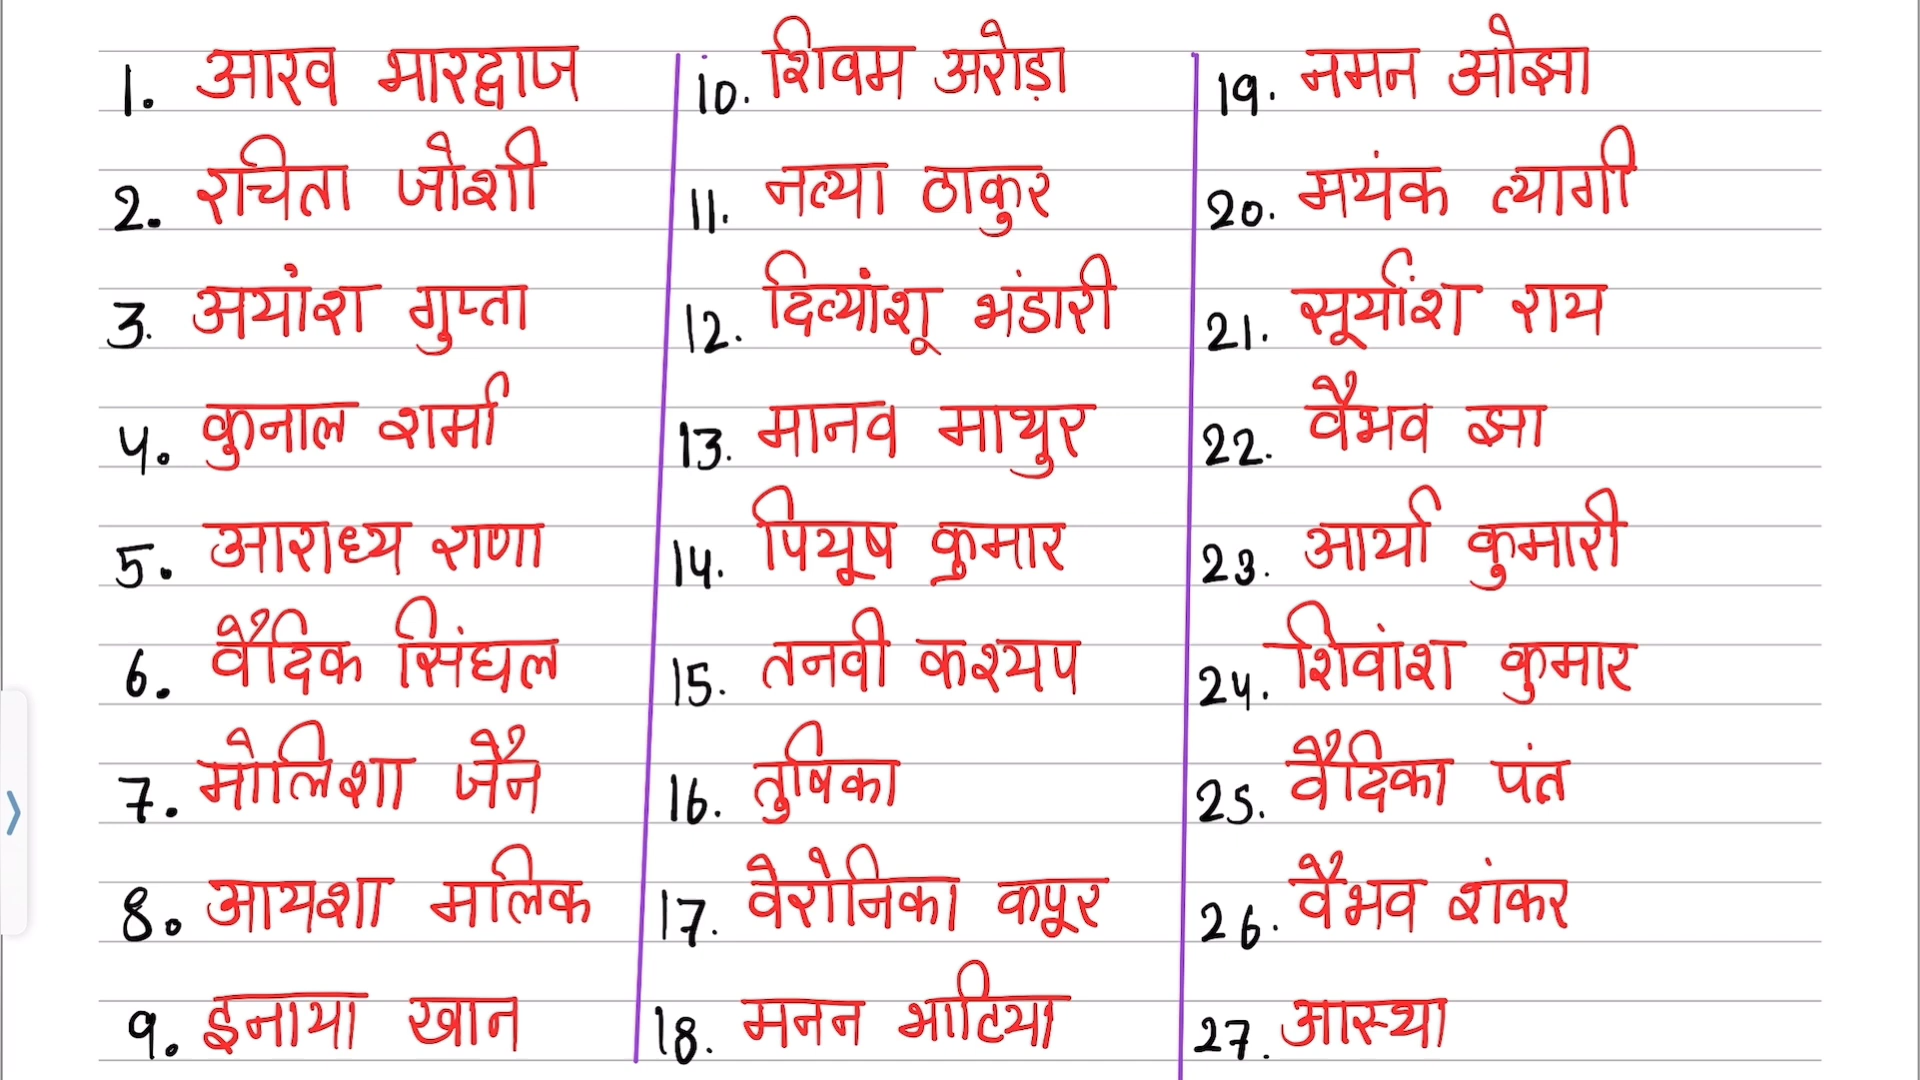 1. आरव भारद्वाज
2. रचिता जोशी
3. अयांश गुप्ता
4. कुनाल शर्मा
5. आराध्य राणा
6. वैदिक सिंघल
7. मोलिशा जैन
8. आयशा मलिक
9. इनाया खान
10. शिवम अरोड़ा
11. नव्या ठाकुर
12. दिव्यांशू भंडारी
13. मानव माथुर
14. पियूष कुमार
15. तनवी कश्यप
16. तुषिका
17. वेरोनिका कपूर
18. मनन भाटिया
19. नमन ओझा
20. मयंक त्यागी
21. सूर्यांश राय
22. वैभव झा
23. आर्या कुमारी
24. शिवांश कुमार
25. वैदिका पंत
26. वैभव शंकर
27. आस्था